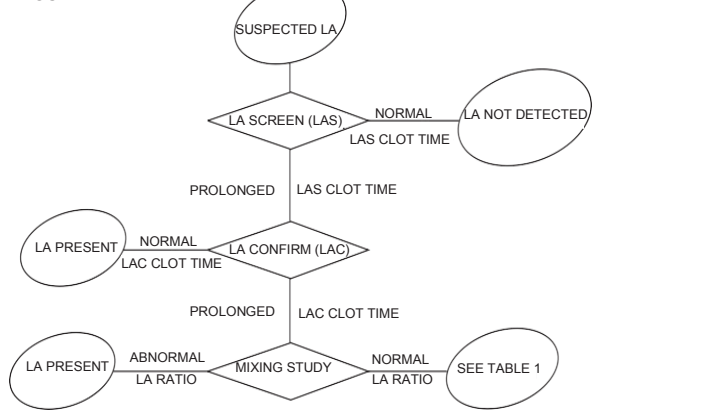 SUSPECTED LA
LA SCREEN (LAS)
NORMAL
LAS CLOT TIME
LA NOT DETECTED
PROLONGED
LAS CLOT TIME
LA PRESENT
NORMAL
LAC CLOT TIME
LA CONFIRM (LAC)
PROLONGED
LAC CLOT TIME
LA PRESENT
ABNORMAL
LA RATIO
MIXING STUDY
NORMAL
LA RATIO
SEE TABLE 1